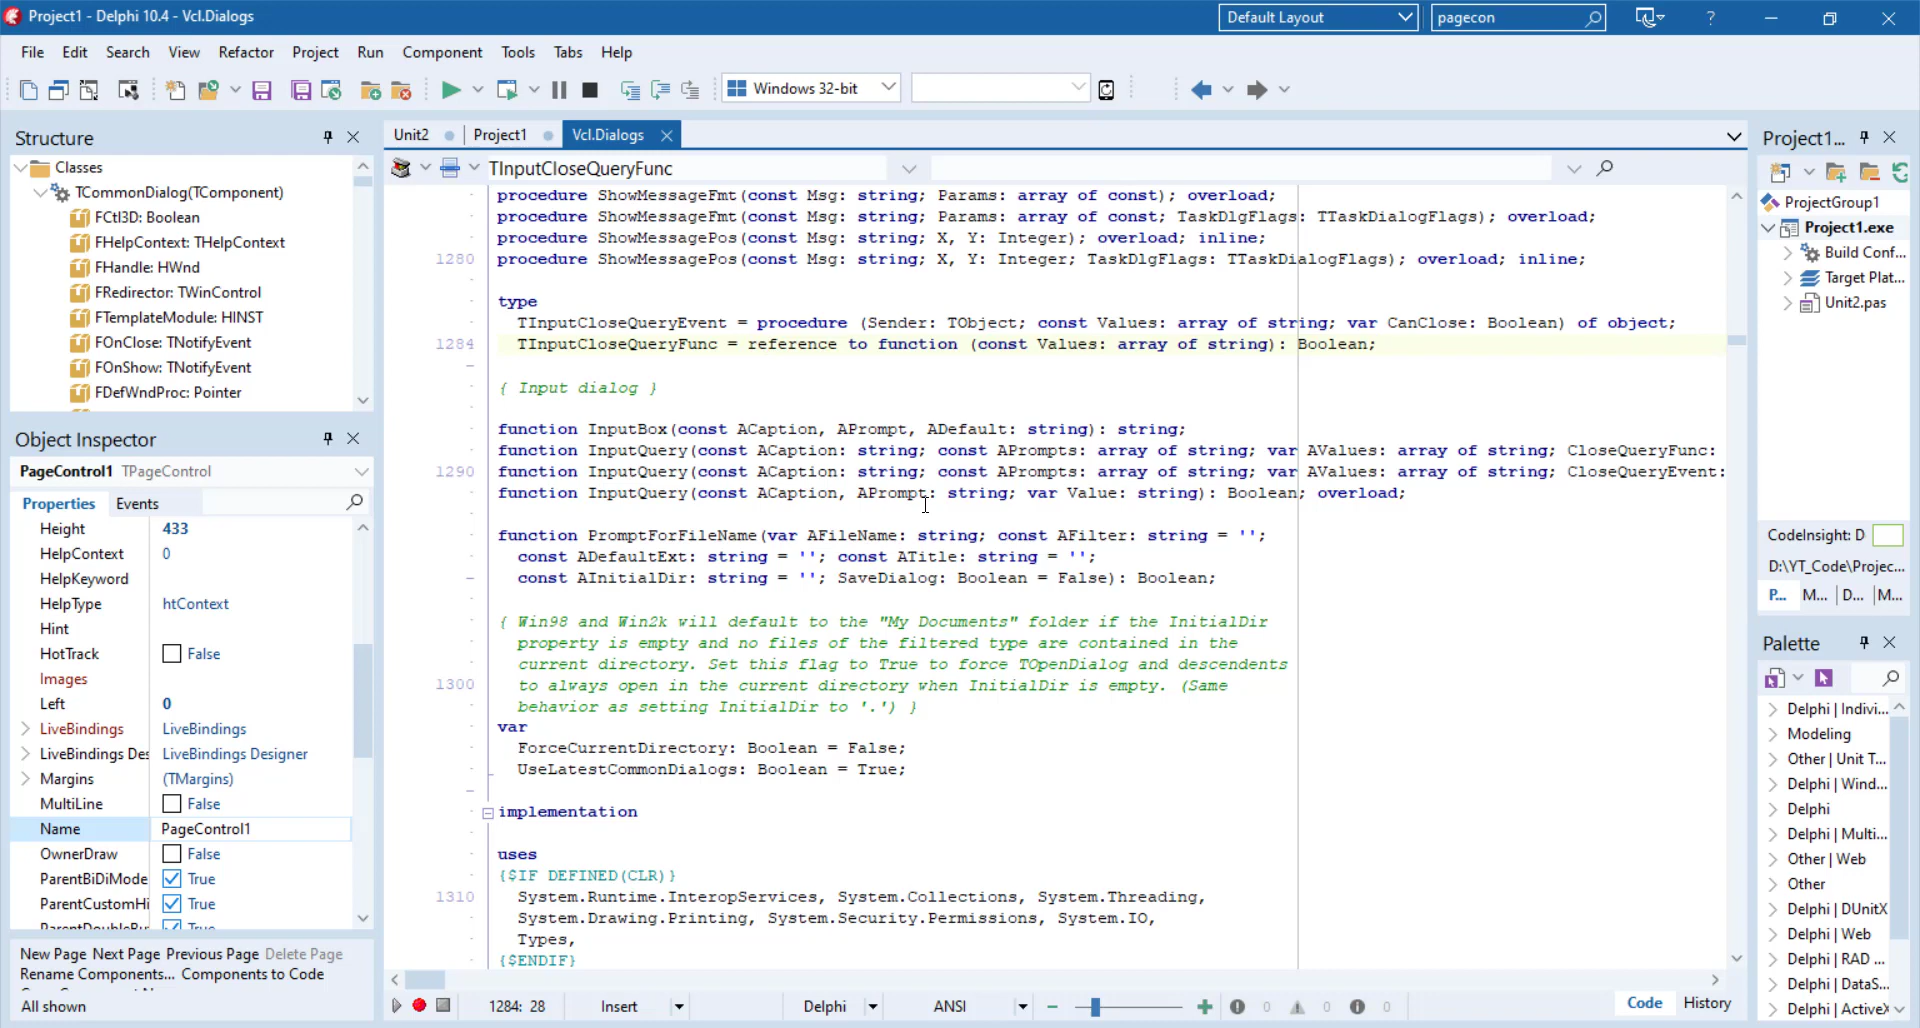 Project1 - Delphi 10.4 - Vcl.Dialogs
Default Layout
pagecon
?
File Edit Search View Refactor Project Run Component Tools Tabs Help
Windows 32-bit
Structure
Classes
TCommonDialog(TComponent)
FCtl3D: Boolean
FHelpContext: THelpContext
FHandle: HWnd
FRedirector: TWinControl
FTemplateModule: HINST
FOnClose: TNotifyEvent
FOnShow: TNotifyEvent
FDefWndProc: Pointer
Object Inspector
PageControl1 TPageControl
Properties Events
Height 433
HelpContext 0
HelpKeyword
HelpType htContext
Hint
HotTrack False
Images
Left 0
LiveBindings LiveBindings
LiveBindings Des LiveBindings Designer
Margins (TMargins)
MultiLine False
Name PageControl1
OwnerDraw False
ParentBiDiMode True
ParentCustomHi True
New Page Next Page Previous Page Delete Page
Rename Components... Components to Code
All shown
Unit2 Project1 Vcl.Dialogs
TInputCloseQueryFunc
procedure ShowMessageFmt(const Msg: string; Params: array of const); overload;
procedure ShowMessageFmt(const Msg: string; Params: array of const; TaskDlgFlags: TTaskDialogFlags); overload;
procedure ShowMessagePos(const Msg: string; X, Y: Integer); overload; inline;
1280 procedure ShowMessagePos(const Msg: string; X, Y: Integer; TaskDlgFlags: TTaskDialogFlags); overload; inline;
type
TInputCloseQueryEvent = procedure (Sender: TObject; const Values: array of string; var CanClose: Boolean) of object;
1284 TInputCloseQueryFunc = reference to function (const Values: array of string): Boolean;
{ Input dialog }
function InputBox(const ACaption, APrompt, ADefault: string): string;
function InputQuery(const ACaption: string; const APrompts: array of string; var AValues: array of string; CloseQueryFunc:
1290 function InputQuery(const ACaption: string; const APrompts: array of string; var AValues: array of string; CloseQueryEvent:
function InputQuery(const ACaption, APrompt: string; var Value: string): Boolean; overload;
function PromptForFileName(var AFileName: string; const AFilter: string = '';
const ADefaultExt: string = ''; const ATitle: string = '';
const AInitialDir: string = ''; SaveDialog: Boolean = False): Boolean;
{ Win98 and Win2k will default to the "My Documents" folder if the InitialDir
property is empty and no files of the filtered type are contained in the
current directory. Set this flag to True to force TOpenDialog and descendents
1300 to always open in the current directory when InitialDir is empty. (Same
behavior as setting InitialDir to '.') }
var
ForceCurrentDirectory: Boolean = False;
UseLatestCommonDialogs: Boolean = True;
implementation
uses
{$IF DEFINED(CLR)}
1310 System.Runtime.InteropServices, System.Collections, System.Threading,
System.Drawing.Printing, System.Security.Permissions, System.IO,
Types,
{$ENDIF}
1284: 28 Insert Delphi ANSI 0 0 0 Code History
Project1...
ProjectGroup1
Project1.exe
Build Conf...
Target Plat...
Unit2.pas
CodeInsight: D
D:\YT_Code\Projec...
P... M... D... M...
Palette
Delphi | Indivi...
Modeling
Other | Unit T...
Delphi | Wind...
Delphi
Delphi | Multi...
Other | Web
Other
Delphi | DUnitX
Delphi | Web
Delphi | RAD ...
Delphi | DataS...
Delphi | ActiveX